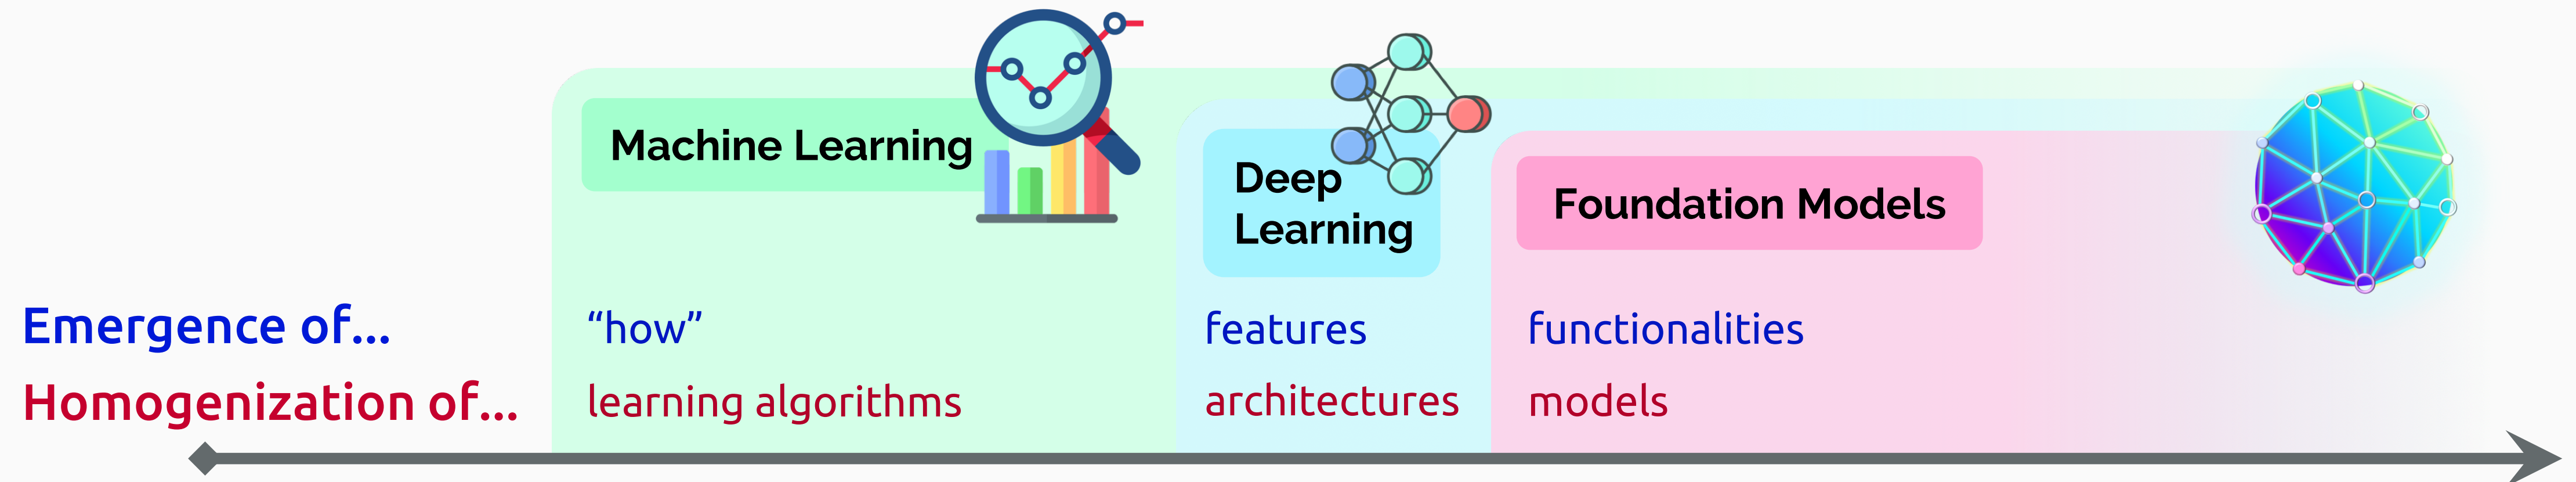 Machine Learning
Deep
Learning
Foundation Models
Emergence of...
“how”
features
functionalities
Homogenization of...
learning algorithms
architectures
models